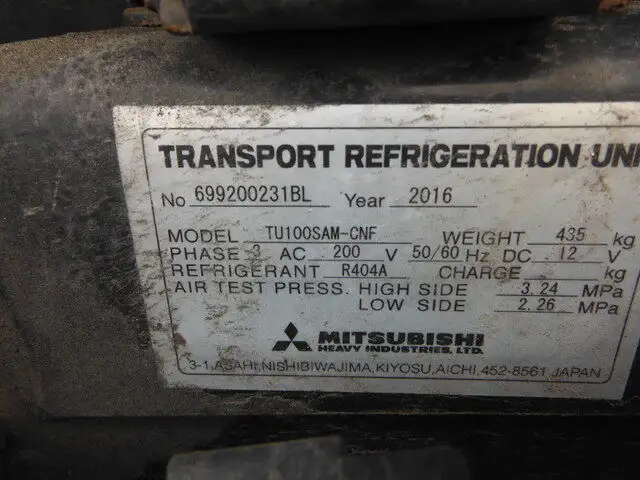 TRANSPORT REFRIGERATION UNI
No 699200231BL Year 2016
MODEL TU100SAM-CNF WEIGHT 435 kg
PHASE 3 AC 200 V 50/60 Hz DC 12 V
REFRIGERANT R404A CHARGE kg
AIR TEST PRESS. HIGH SIDE 3.24 MPa
LOW SIDE 2.26 MPa
MITSUBISHI
HEAVY INDUSTRIES, LTD.
3-1, ASAHI, NISHIBIWAJIMA, KIYOSU, AICHI, 452-8561 JAPAN